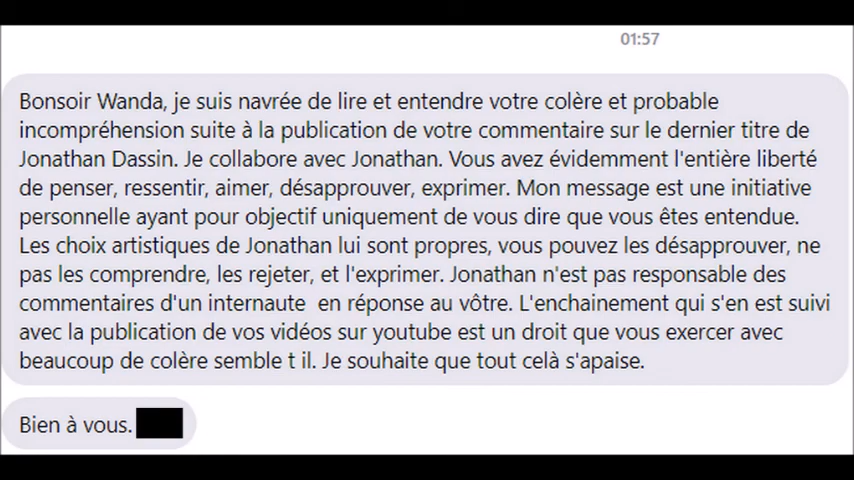 01:57
Bonsoir Wanda, je suis navrée de lire et entendre votre colère et probable
incompréhension suite à la publication de votre commentaire sur le dernier titre de
Jonathan Dassin. Je collabore avec Jonathan. Vous avez évidemment l'entière liberté
de penser, ressentir, aimer, désapprouver, exprimer. Mon message est une initiative
personnelle ayant pour objectif uniquement de vous dire que vous êtes entendue.
Les choix artistiques de Jonathan lui sont propres, vous pouvez les désapprouver, ne
pas les comprendre, les rejeter, et l'exprimer. Jonathan n'est pas responsable des
commentaires d'un internaute  en réponse au vôtre. L'enchainement qui s'en est suivi
avec la publication de vos vidéos sur youtube est un droit que vous exercer avec
beaucoup de colère semble t il. Je souhaite que tout celà s'apaise.
Bien à vous.